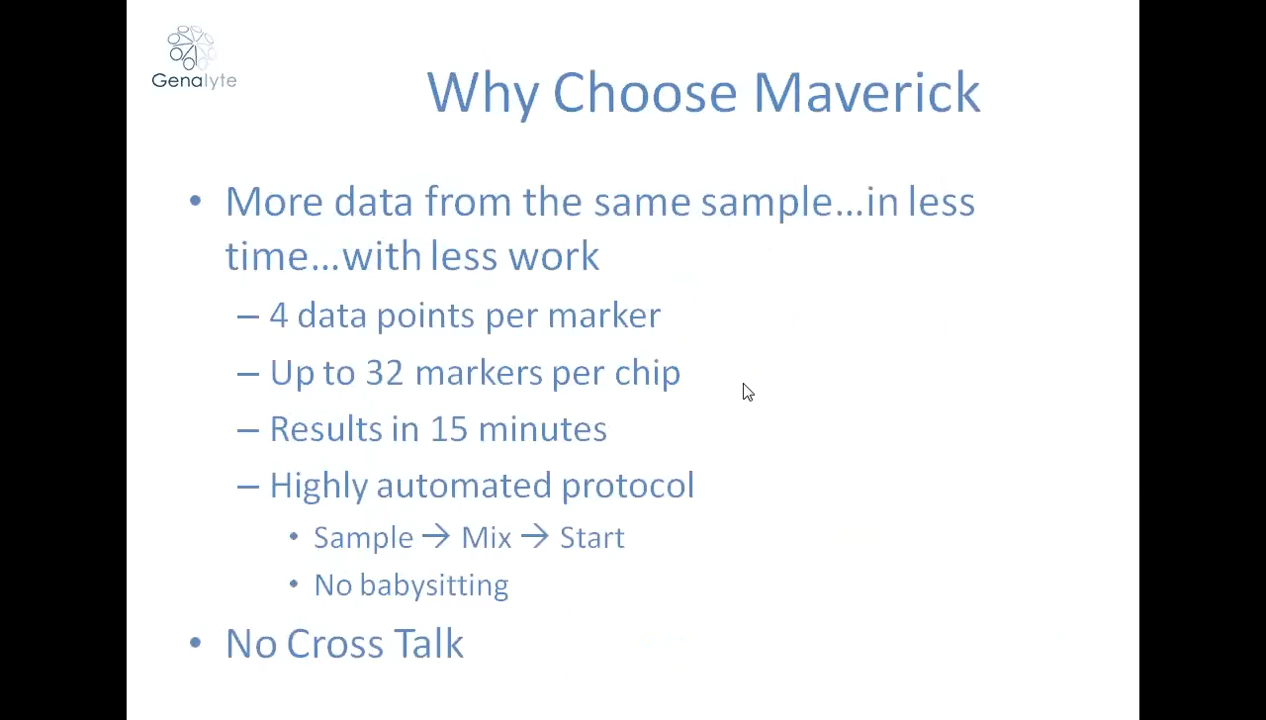 Genalyte
Why Choose Maverick
• More data from the same sample...in less
time...with less work
– 4 data points per marker
– Up to 32 markers per chip
– Results in 15 minutes
– Highly automated protocol
• Sample → Mix → Start
• No babysitting
• No Cross Talk